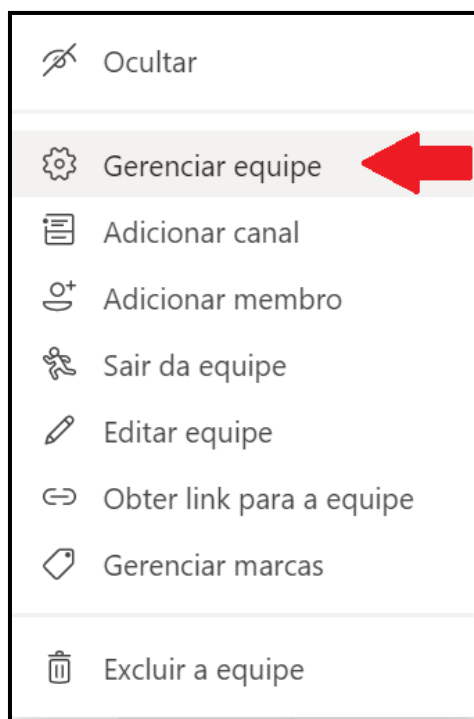 Ocultar
Gerenciar equipe
Adicionar canal
Adicionar membro
Sair da equipe
Editar equipe
Obter link para a equipe
Gerenciar marcas
Excluir a equipe